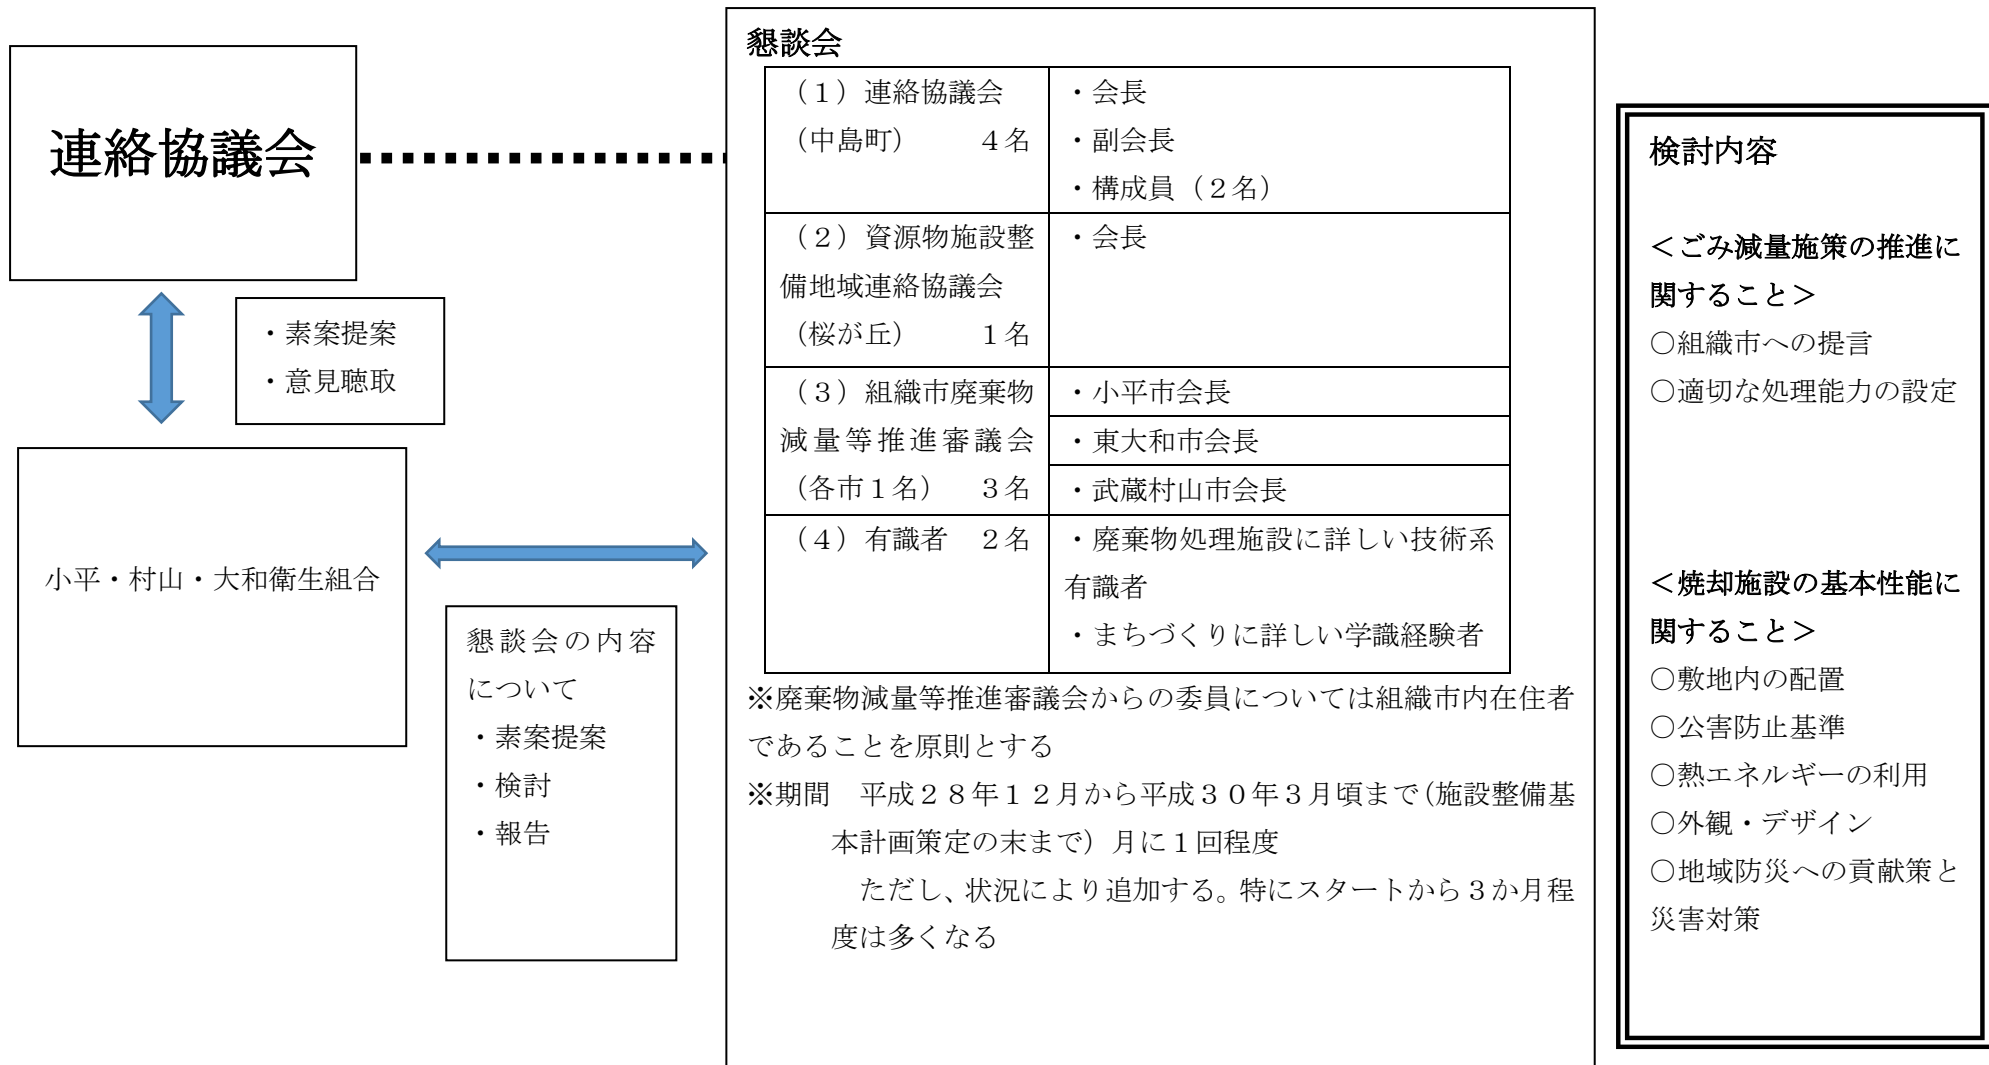 連絡協議会
・素案提案
・意見聴取
小平・村山・大和衛生組合
懇談会の内容
について
・素案提案
・検討
・報告
懇談会
（１）連絡協議会
（中島町）　　４名
・会長
・副会長
・構成員（２名）
（２）資源物施設整
備地域連絡協議会
（桜が丘）　　１名
・会長
（３）組織市廃棄物
減量等推進審議会
（各市１名）　３名
・小平市会長
・東大和市会長
・武蔵村山市会長
（４）有識者　２名
・廃棄物処理施設に詳しい技術系
有識者
・まちづくりに詳しい学識経験者
※廃棄物減量等推進審議会からの委員については組織市内在住者
であることを原則とする
※期間　平成２８年１２月から平成３０年３月頃まで（施設整備基
本計画策定の末まで）月に１回程度
ただし、状況により追加する。特にスタートから３か月程
度は多くなる
検討内容
＜ごみ減量施策の推進に
関すること＞
〇組織市への提言
〇適切な処理能力の設定
＜焼却施設の基本性能に
関すること＞
〇敷地内の配置
〇公害防止基準
〇熱エネルギーの利用
〇外観・デザイン
〇地域防災への貢献策と
災害対策